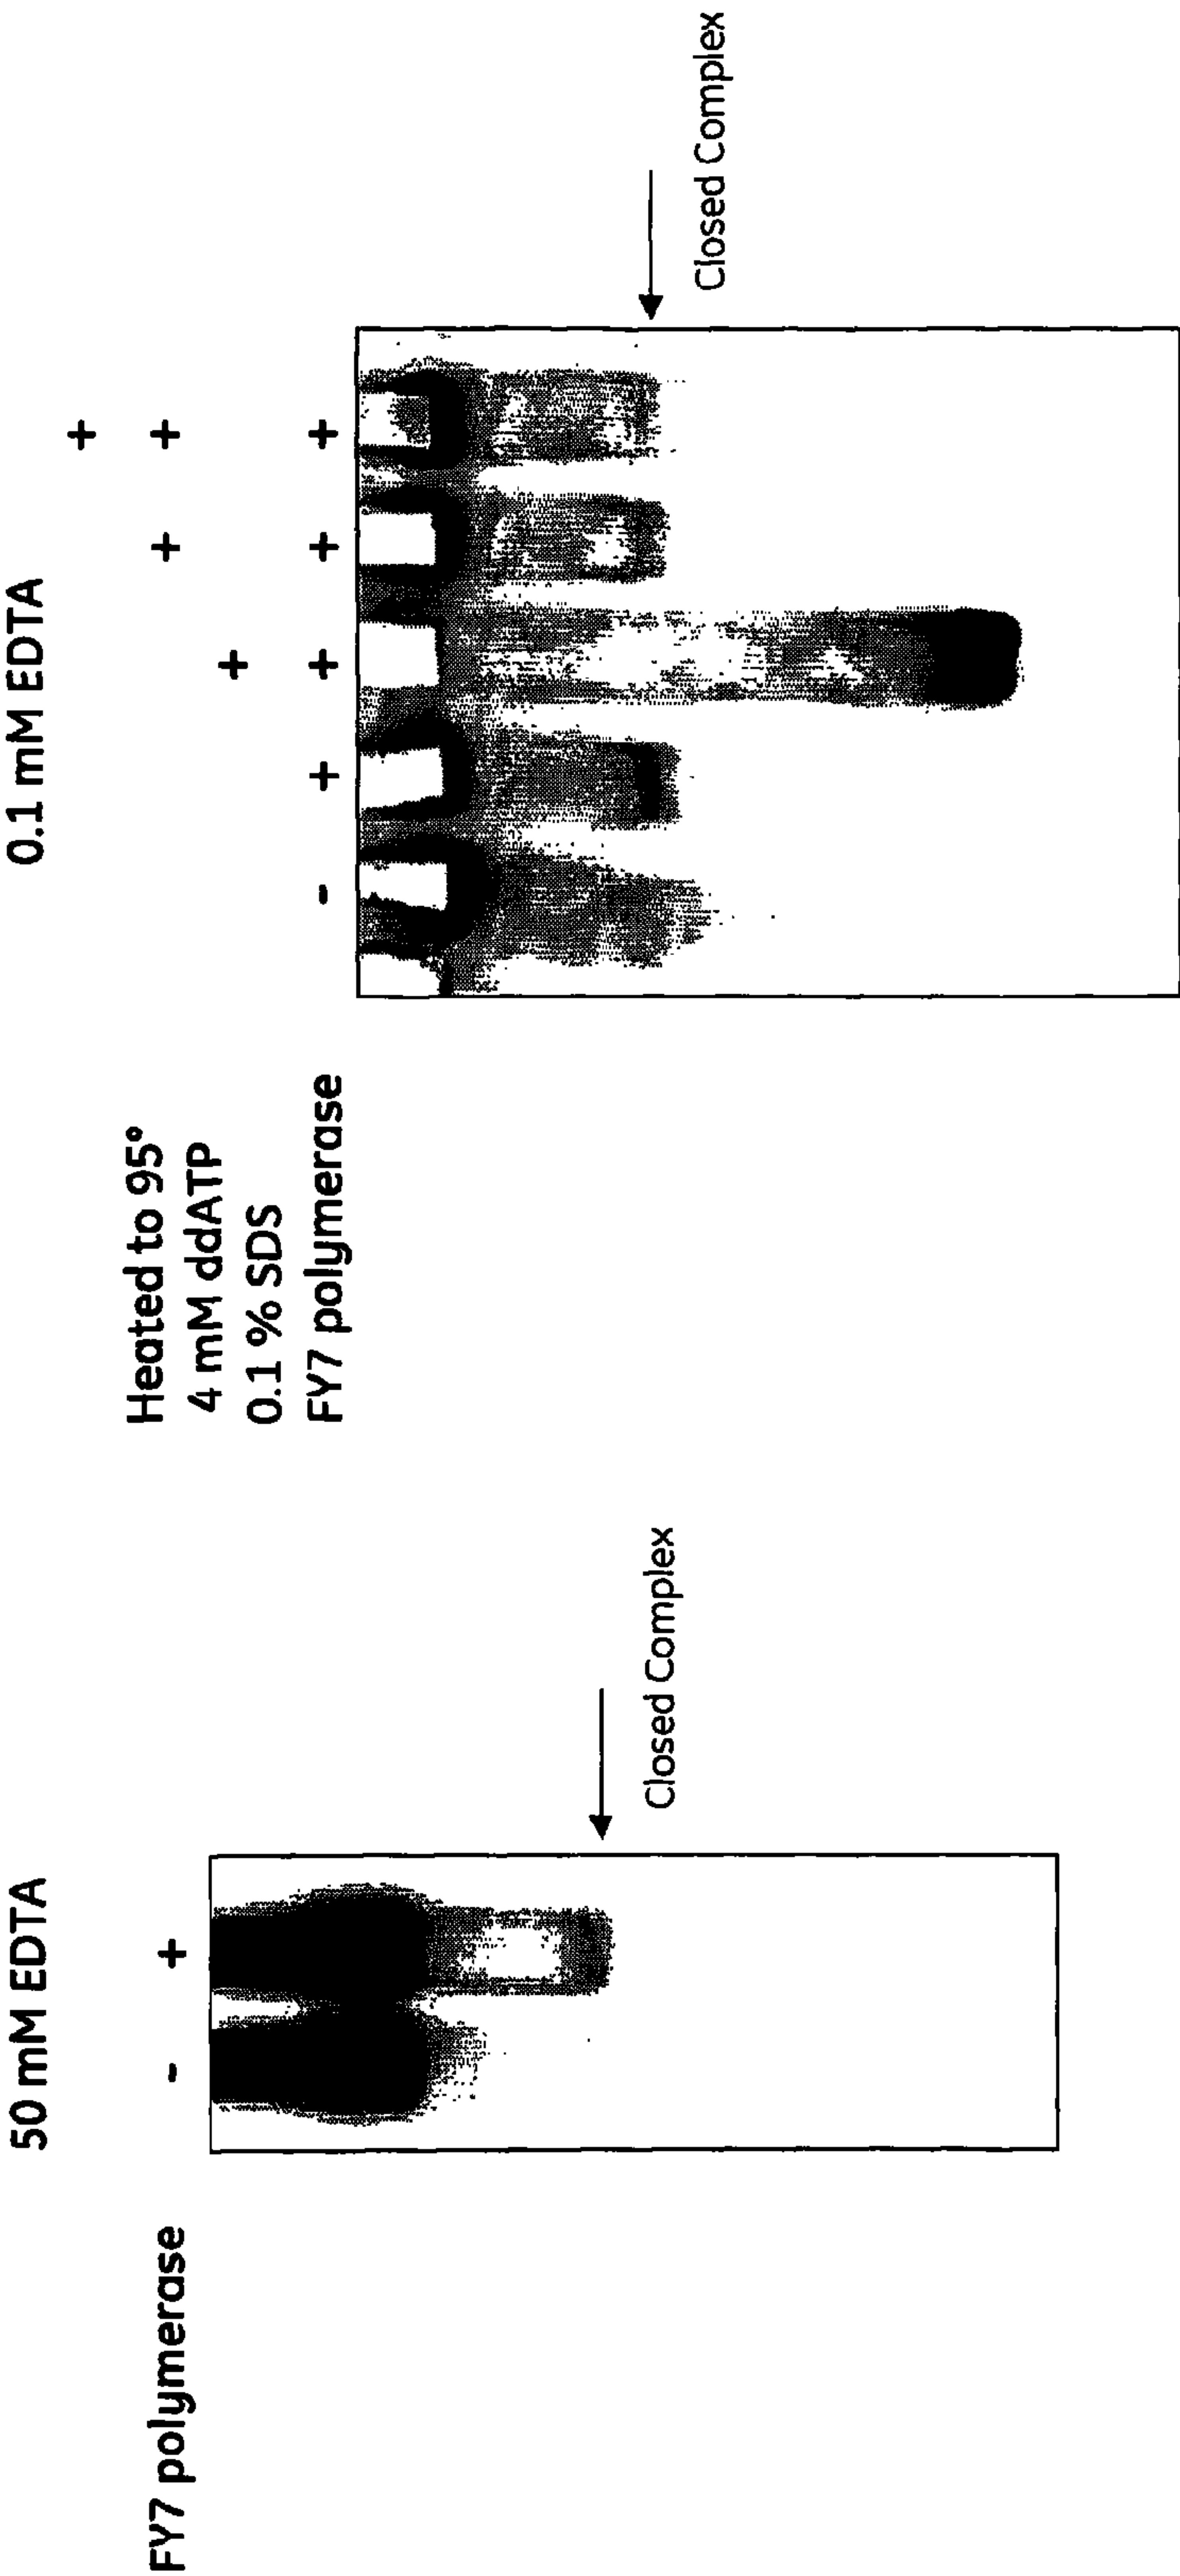 50 mM EDTA
FY7 polymerase - +
Closed Complex
0.1 mM EDTA
Heated to 95° +
4 mM ddATP + +
0.1 % SDS +
FY7 polymerase - + + + +
Closed Complex